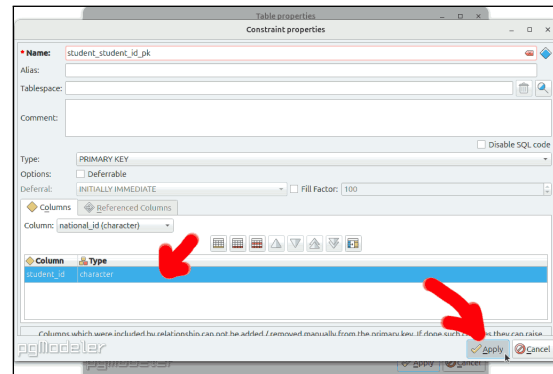 Table properties
Constraint properties
* Name: student_student_id_pk
Alias:
Tablespace:
Comment:
Disable SQL code
Type: PRIMARY KEY
Options: Deferrable
Deferral: INITIALLY IMMEDIATE Fill Factor: 100
Columns Referenced Columns
Column: national_id (character)
Column Type
student_id character
Columns which were included by relationship can not be added / removed manually from the primary key. If done such they can raise
pgModeler Apply Cancel
pgModeler Apply Cancel